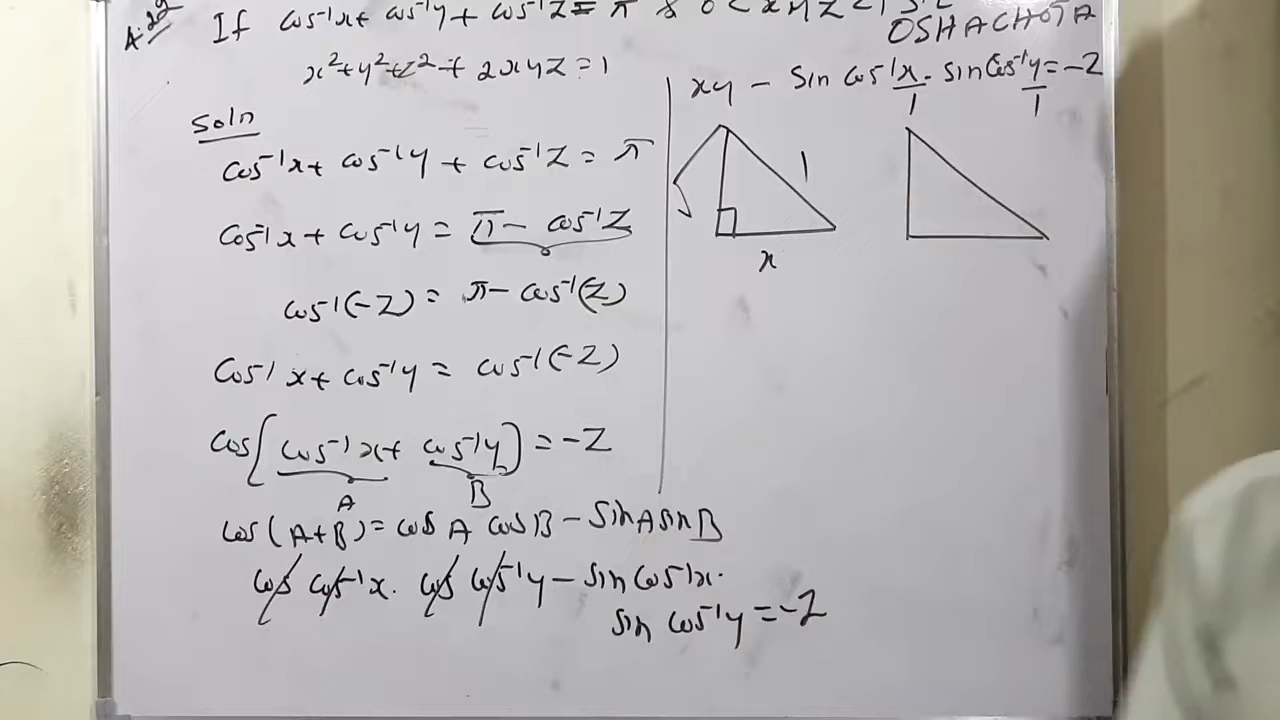 A-22
If cos⁻¹x + cos⁻¹y + cos⁻¹z = π & 0 < x y z < 1 S.t
x² + y² + z² + 2xyz = 1
Soln
cos⁻¹x + cos⁻¹y + cos⁻¹z = π
cos⁻¹x + cos⁻¹y = π - cos⁻¹z
cos⁻¹(-z) = π - cos⁻¹(z)
cos⁻¹x + cos⁻¹y = cos⁻¹(-z)
cos[cos⁻¹x + cos⁻¹y] = -z
A B
cos(A+B) = cos A cos B - sin A sin B
cos cos⁻¹x. cos cos⁻¹y - sin cos⁻¹x.
sin cos⁻¹y = -z
OSHACHOTA
xy - sin cos⁻¹x/1 . sin cos⁻¹y/1 = -z
1
x